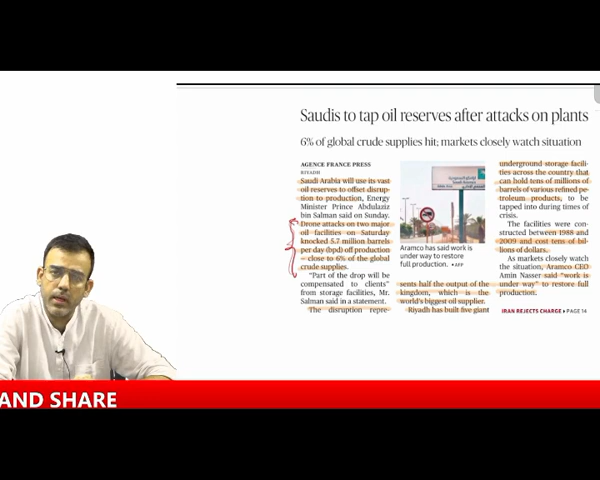 Saudis to tap oil reserves after attacks on plants
6% of global crude supplies hit; markets closely watch situation
AGENCE FRANCE PRESS
RIYADH
Saudi Arabia will use its vast
oil reserves to offset disrup-
tion to production, Energy
Minister Prince Abdulaziz
bin Salman said on Sunday.
Drone attacks on two major
oil facilities on Saturday
knocked 5.7 million barrels
per day (bpd) off production
– close to 6% of the global
crude supplies.
"Part of the drop will be
compensated to clients"
from storage facilities, Mr.
Salman said in a statement.
The disruption repre-
Aramco has said work is
under way to restore
full production. • AFP
sents half the output of the
kingdom, which is the
world's biggest oil supplier.
Riyadh has built five giant
underground storage facili-
ties across the country that
can hold tens of millions of
barrels of various refined pe-
troleum products, to be
tapped into during times of
crisis.
The facilities were con-
structed between 1988 and
2009 and cost tens of bil-
lions of dollars.
As markets closely watch
the situation, Aramco CEO
Amin Nasser said "work is
under way" to restore full
production.
IRAN REJECTS CHARGE ▸ PAGE 14
AND SHARE